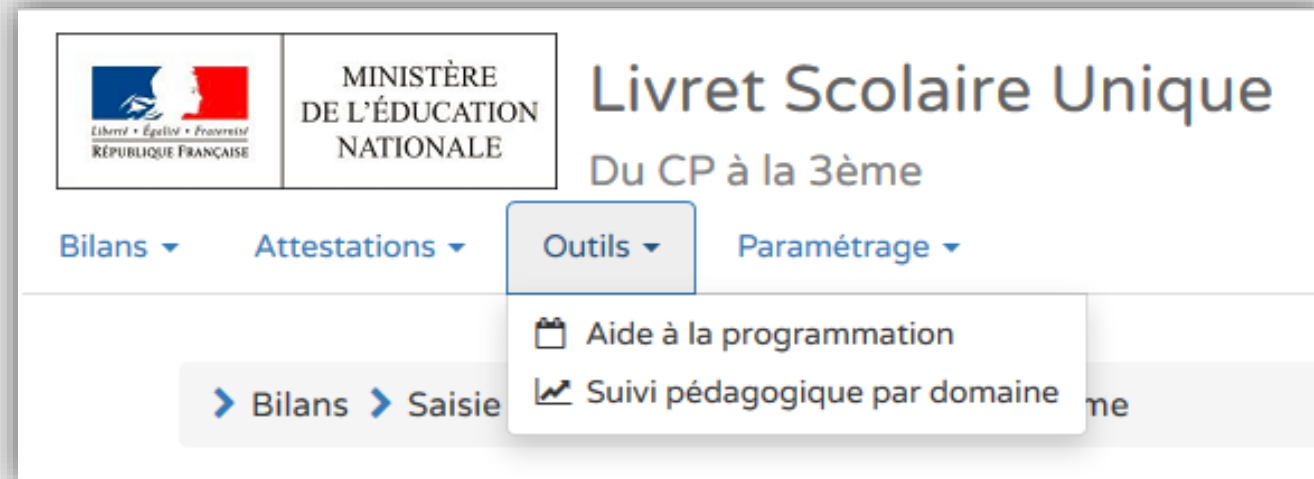 Liberté • Égalité • Fraternité
RÉPUBLIQUE FRANÇAISE
MINISTÈRE
DE L'ÉDUCATION
NATIONALE
Livret Scolaire Unique
Du CP à la 3ème
Bilans Attestations Outils Paramétrage
Aide à la programmation
Suivi pédagogique par domaine
Bilans Saisie me